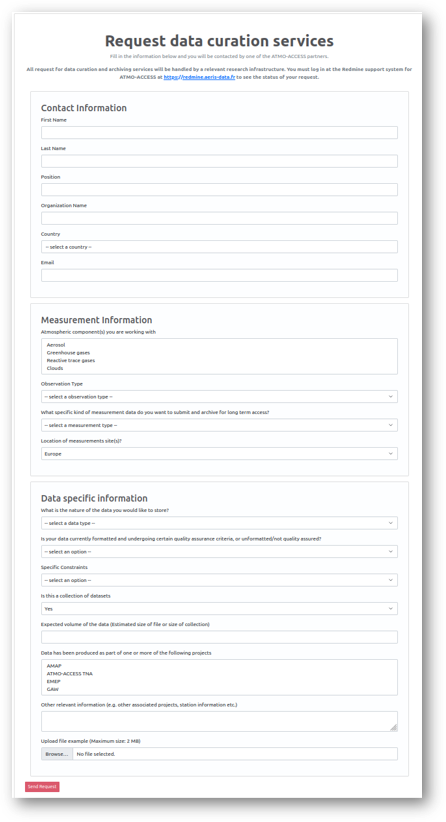 Request data curation services
Fill in the information below and you will be contacted by one of the ATMO-ACCESS partners.
All request for data curation and archiving services will be handled by a relevant research infrastructure. You must log in at the Redmine support system for
ATMO-ACCESS at https://redmine.aeris-data.fr to see the status of your request.
Contact Information
First Name
Last Name
Position
Organization Name
Country
-- select a country --
Email
Measurement Information
Atmospheric component(s) you are working with
Aerosol
Greenhouse gases
Reactive trace gases
Clouds
Observation Type
-- select a observation type --
What specific kind of measurement data do you want to submit and archive for long term access?
-- select a measurement type --
Location of measurements site(s)?
Europe
Data specific information
What is the nature of the data you would like to store?
-- select a data type --
Is your data currently formatted and undergoing certain quality assurance criteria, or unformatted/not quality assured?
-- select an option --
Specific Constraints
-- select an option --
Is this a collection of datasets
Yes
Expected volume of the data (Estimated size of file or size of collection)
Data has been produced as part of one or more of the following projects
AMAP
ATMO-ACCESS TNA
EMEP
GAW
Other relevant information (e.g. other associated projects, station information etc.)
Upload file example (Maximum size: 2 MB)
Browse... No file selected.
Send Request